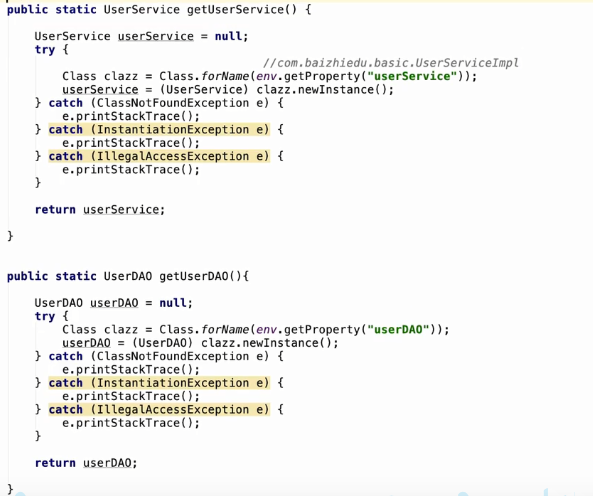 public static UserService getUserService() {
UserService userService = null;
try {
//com.baizhiedu.basic.UserServiceImpl
Class clazz = Class.forName(env.getProperty("userService"));
userService = (UserService) clazz.newInstance();
} catch (ClassNotFoundException e) {
e.printStackTrace();
} catch (InstantiationException e) {
e.printStackTrace();
} catch (IllegalAccessException e) {
e.printStackTrace();
}
return userService;
}
public static UserDAO getUserDAO(){
UserDAO userDAO = null;
try {
Class clazz = Class.forName(env.getProperty("userDAO"));
userDAO = (UserDAO) clazz.newInstance();
} catch (ClassNotFoundException e) {
e.printStackTrace();
} catch (InstantiationException e) {
e.printStackTrace();
} catch (IllegalAccessException e) {
e.printStackTrace();
}
return userDAO;
}